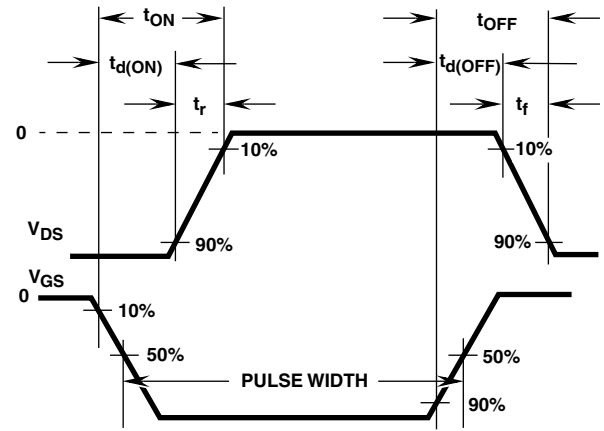 tON
tOFF
td(ON)
td(OFF)
tr
tf
0
10%
10%
VDS
90%
90%
VGS
0
10%
50%
50%
PULSE WIDTH
90%